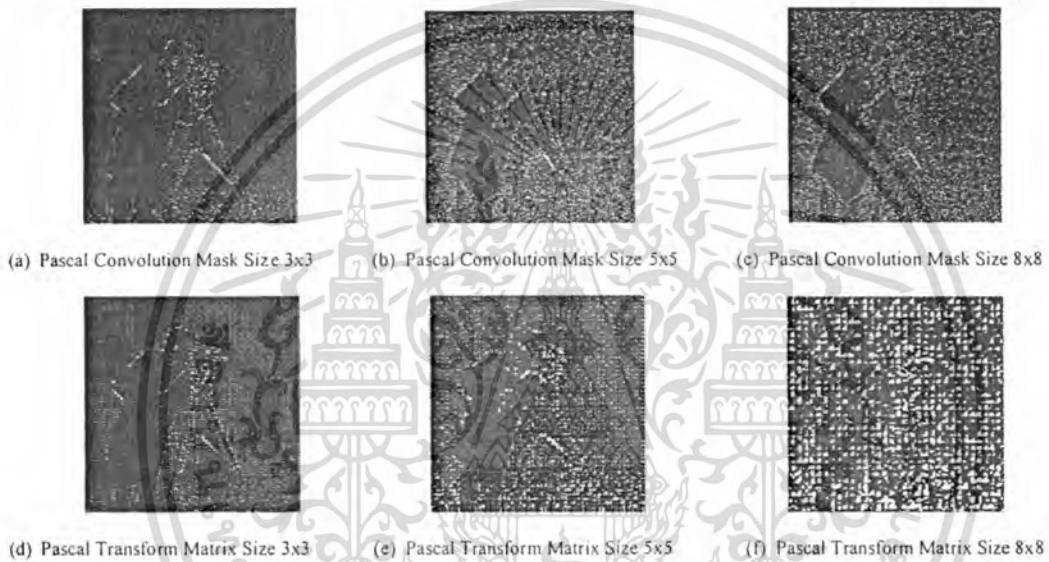 (a) Pascal Convolution Mask Size 3x3
(b) Pascal Convolution Mask Size 5x5
(c) Pascal Convolution Mask Size 8x8
(d) Pascal Transform Matrix Size 3x3
(e) Pascal Transform Matrix Size 5x5
(f) Pascal Transform Matrix Size 8x8